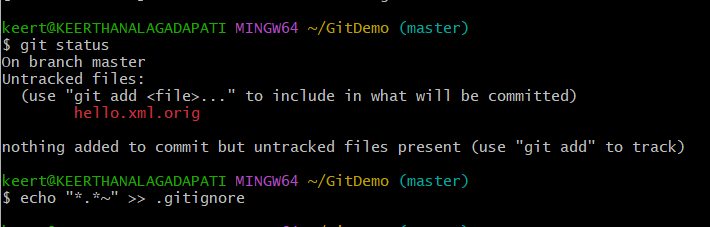 keert@KEERTHANALAGADAPATI MINGW64 ~/GitDemo (master)
$ git status
On branch master
Untracked files:
  (use "git add <file>..." to include in what will be committed)
        hello.xml.orig

nothing added to commit but untracked files present (use "git add" to track)

keert@KEERTHANALAGADAPATI MINGW64 ~/GitDemo (master)
$ echo "*.*~" >> .gitignore